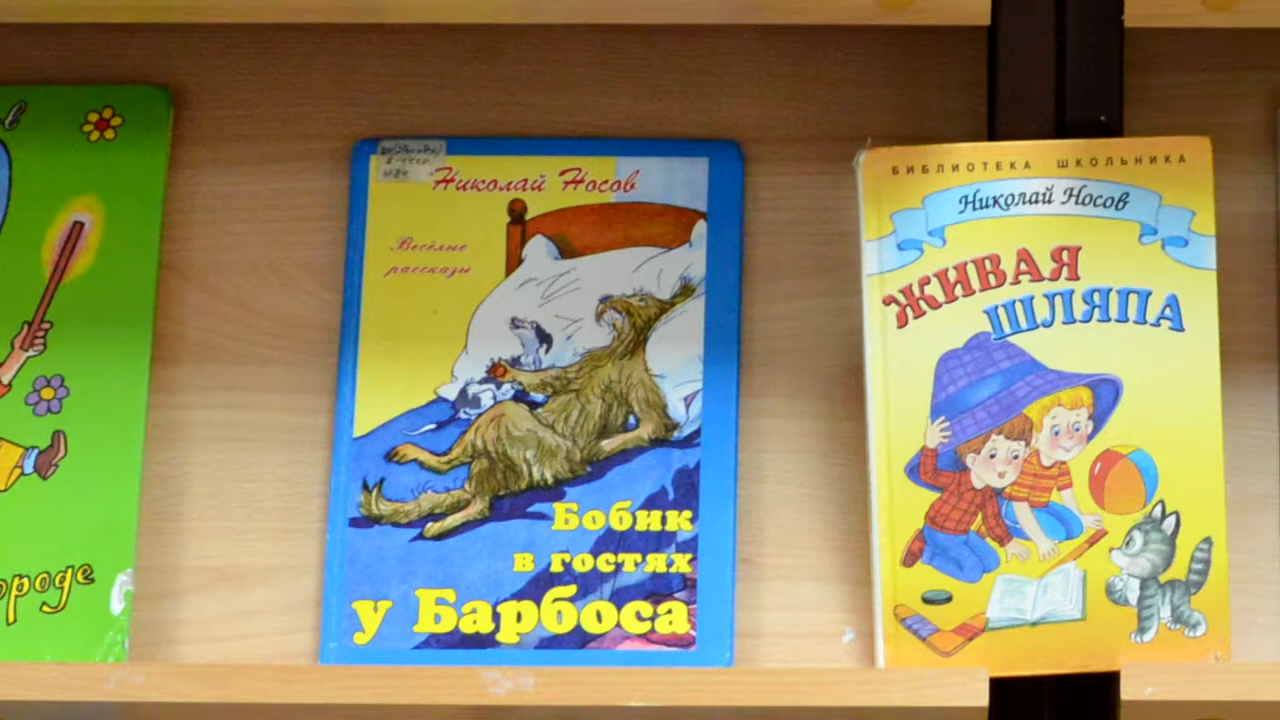 ороде
Николай Носов
Весёлые
рассказы
Бобик
в гостях
у Барбоса
БИБЛИОТЕКА ШКОЛЬНИКА
Николай Носов
ЖИВАЯ
ШЛЯПА